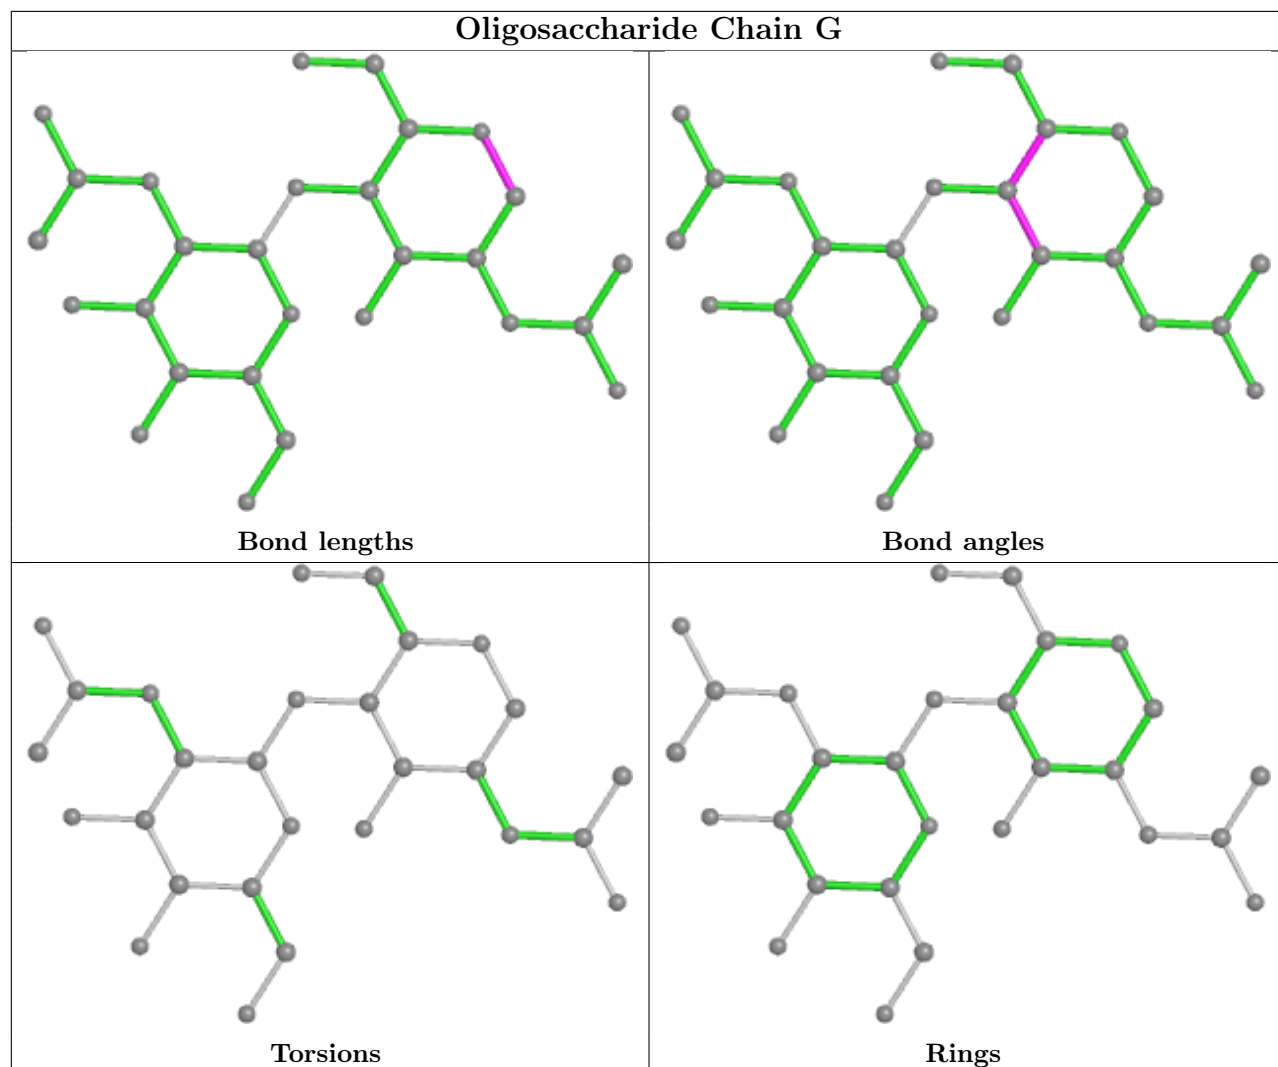 Oligosaccharide Chain G
Bond lengths
Bond angles
Torsions
Rings